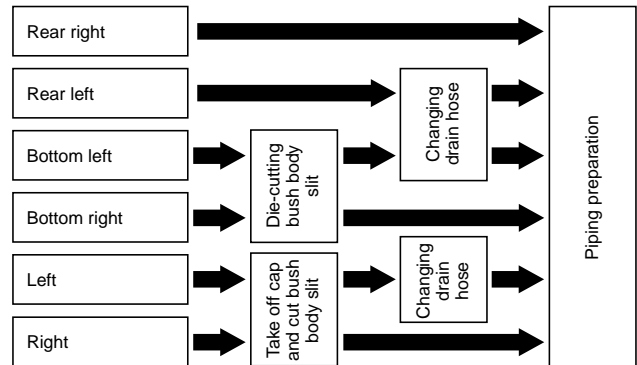 Rear right
Rear left
Bottom left
Bottom right
Left
Right
Die-cutting
bush body
slit
Take off cap
and cut bush
body slit
Changing
drain hose
Changing
drain
hose
Piping preparation